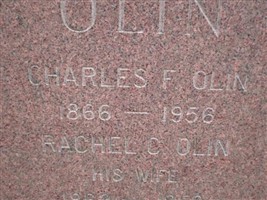 OLIN
CHARLES F. OLIN
1866 — 1956
RACHEL C. OLIN
HIS WIFE